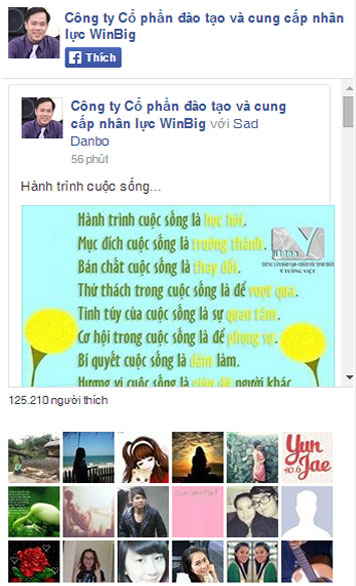 Công ty Cổ phần đào tạo và cung cấp nhân
lực WinBig
Thích
Công ty Cổ phần đào tạo và cung
cấp nhân lực WinBig với Sad
Danbo
56 phút
Hành trình cuộc sống...
Hành trình cuộc sống là học hỏi.
Mục đích cuộc sống là trưởng thành.
Bản chất cuộc sống là thay đổi.
Thử thách trong cuộc sống là để vượt qua.
Tinh túy của cuộc sống là sự quan tâm.
Cơ hội trong cuộc sống là để phụng sự.
Bí quyết cuộc sống là dám làm.
Hương vị cuộc sống là giúp đỡ người khác
Ý TƯỞNG VIỆT
125.210 người thích
Yun
Jae
10.6